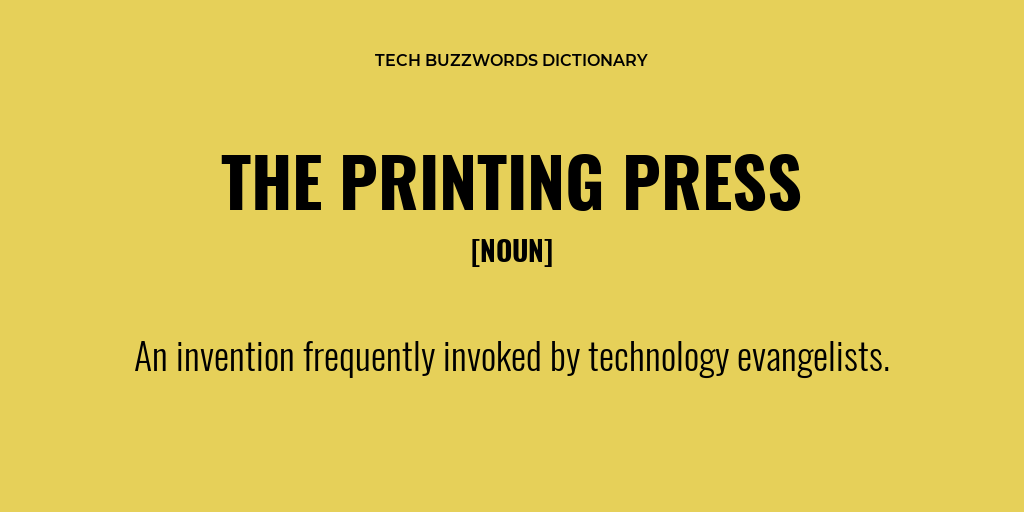 TECH BUZZWORDS DICTIONARY
THE PRINTING PRESS
[NOUN]
An invention frequently invoked by technology evangelists.